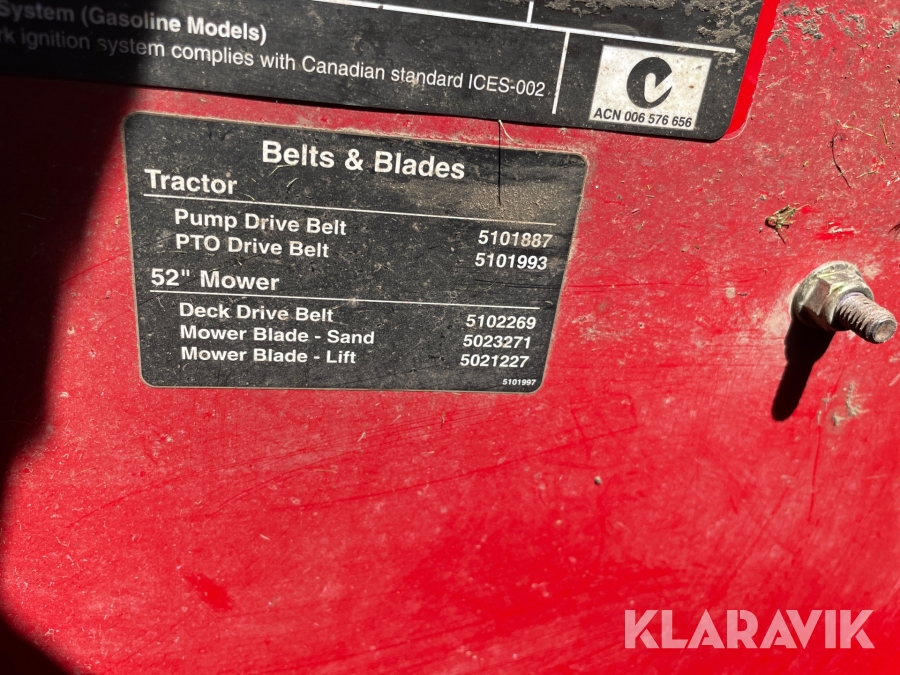 System (Gasoline Models)
ignition system complies with Canadian standard ICES-002
ACN 006 576 656
Belts & Blades
Tractor
Pump Drive Belt 5101887
PTO Drive Belt 5101993
52" Mower
Deck Drive Belt 5102269
Mower Blade - Sand 5023271
Mower Blade - Lift 5021227
5101997
KLARAVIK